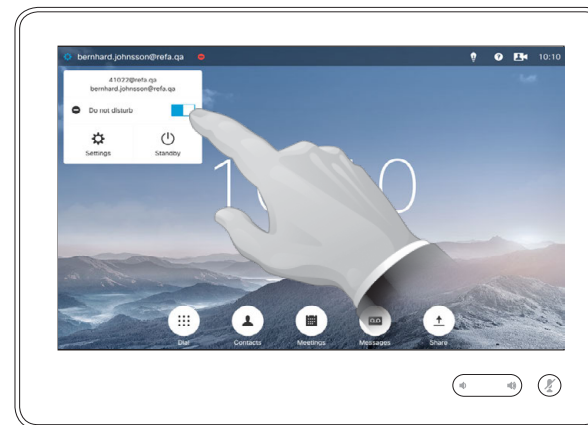 bernhard.johnsson@refa.qa 10:10
41022@refa.qa
bernhard.johnsson@refa.qa
Do not disturb
Settings Standby
Dial Contacts Meetings Messages Share